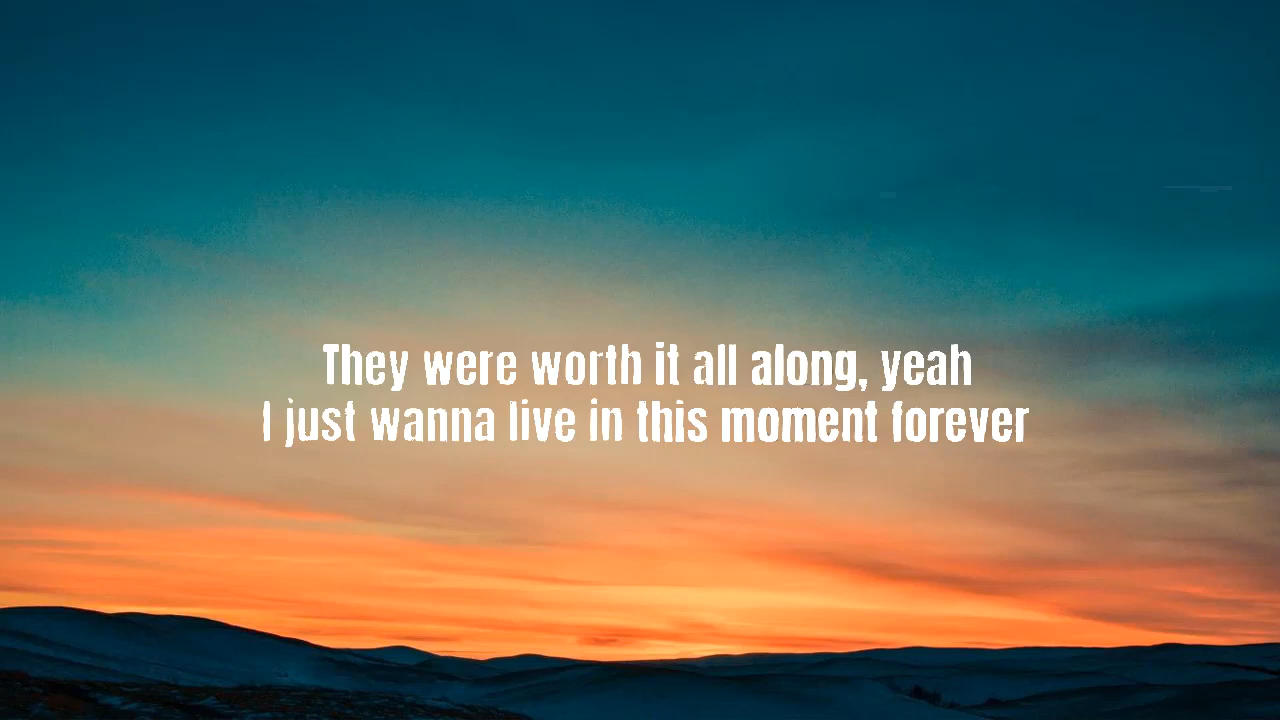 They were worth it all along, yeah
I just wanna live in this moment forever